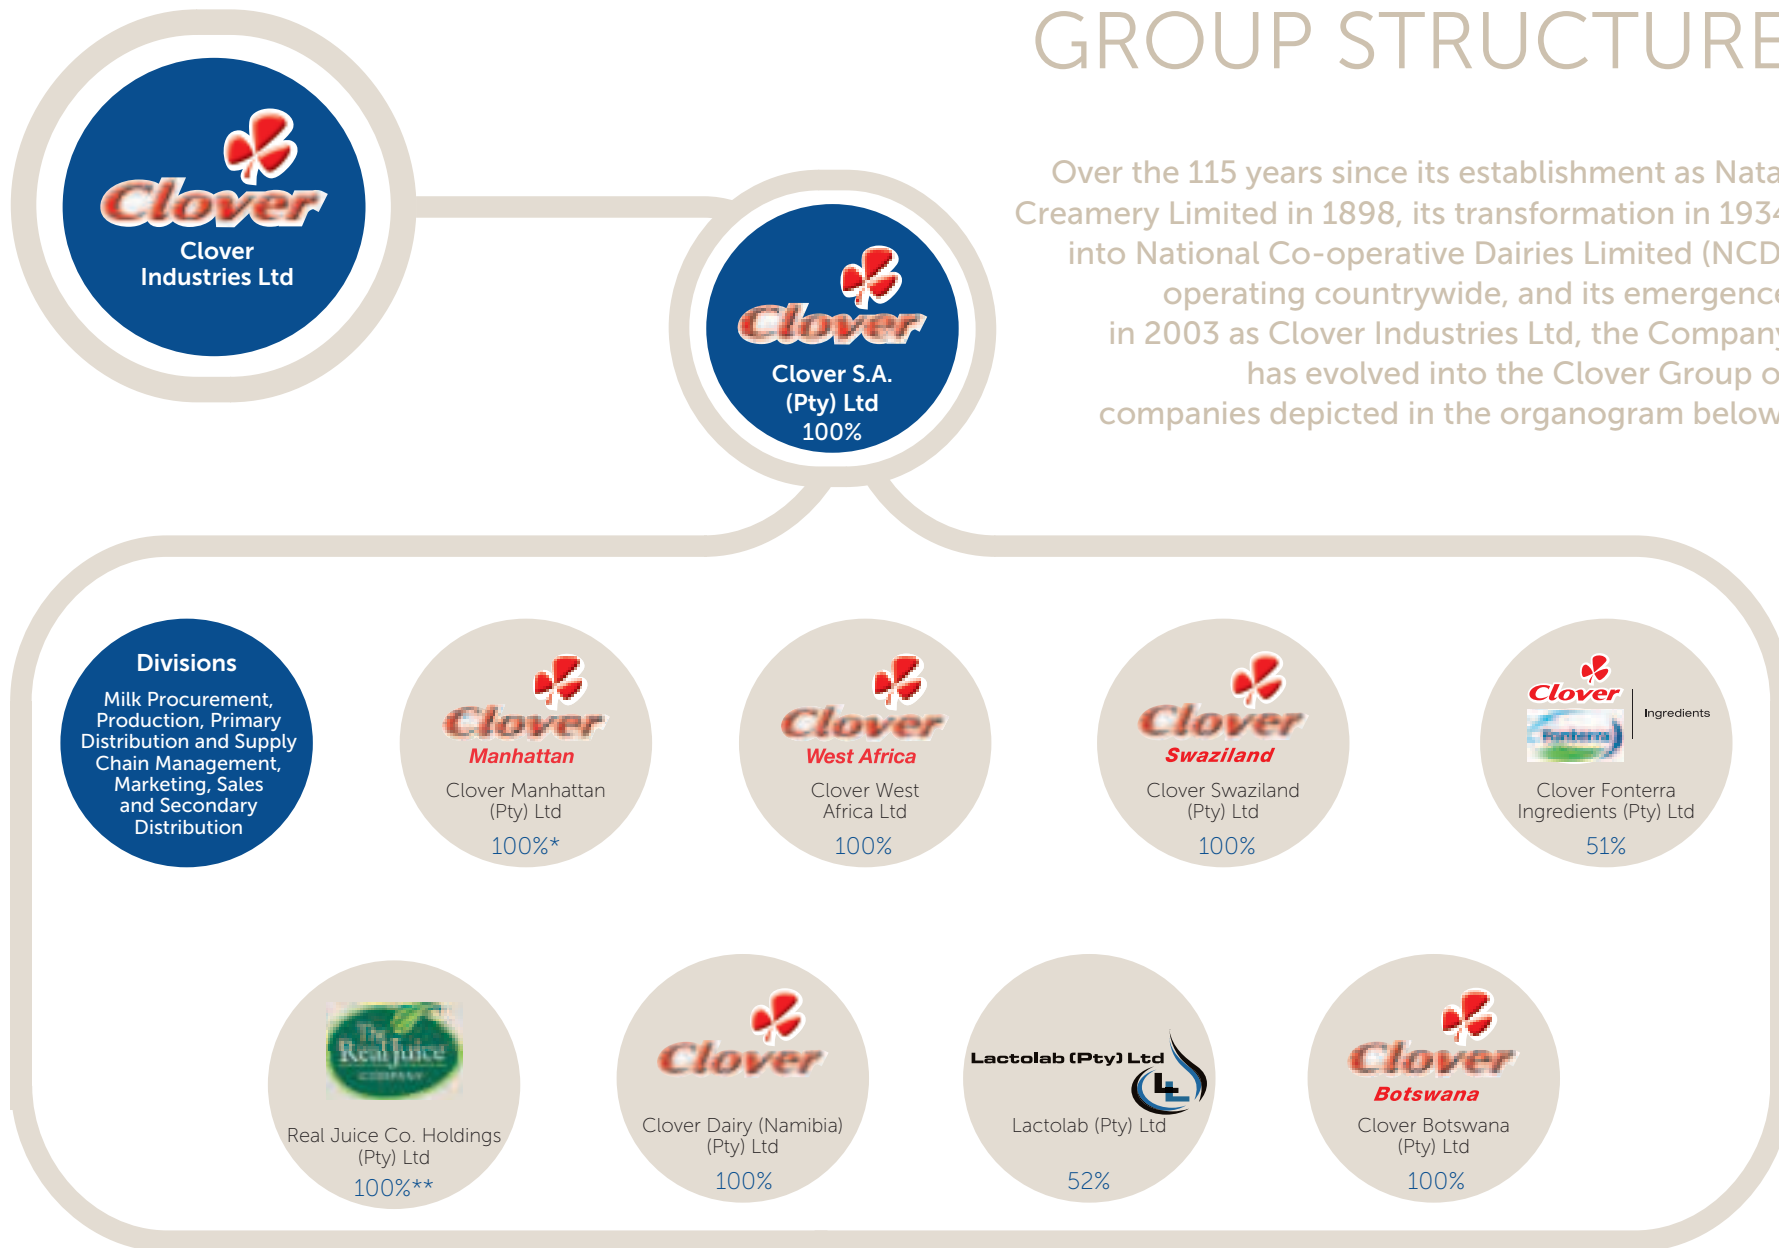 GROUP STRUCTURE
Over the 115 years since its establishment as Nata
Creamery Limited in 1898, its transformation in 1934
into National Co-operative Dairies Limited (NCD)
operating countrywide, and its emergence
in 2003 as Clover Industries Ltd, the Company
has evolved into the Clover Group o
companies depicted in the organogram below
Clover
Clover
Industries Ltd
Clover
Clover S.A.
(Pty) Ltd
100%
Divisions
Milk Procurement,
Production, Primary
Distribution and Supply
Chain Management,
Marketing, Sales
and Secondary
Distribution
Clover
Manhattan
Clover Manhattan
(Pty) Ltd
100%*
Clover
West Africa
Clover West
Africa Ltd
100%
Clover
Swaziland
Clover Swaziland
(Pty) Ltd
100%
Clover
Fonterra
Ingredients
Clover Fonterra
Ingredients (Pty) Ltd
51%
The
Real Juice
COMPANY
Real Juice Co. Holdings
(Pty) Ltd
100%**
Clover
Clover Dairy (Namibia)
(Pty) Ltd
100%
Lactolab (Pty) Ltd
LL
Lactolab (Pty) Ltd
52%
Clover
Botswana
Clover Botswana
(Pty) Ltd
100%